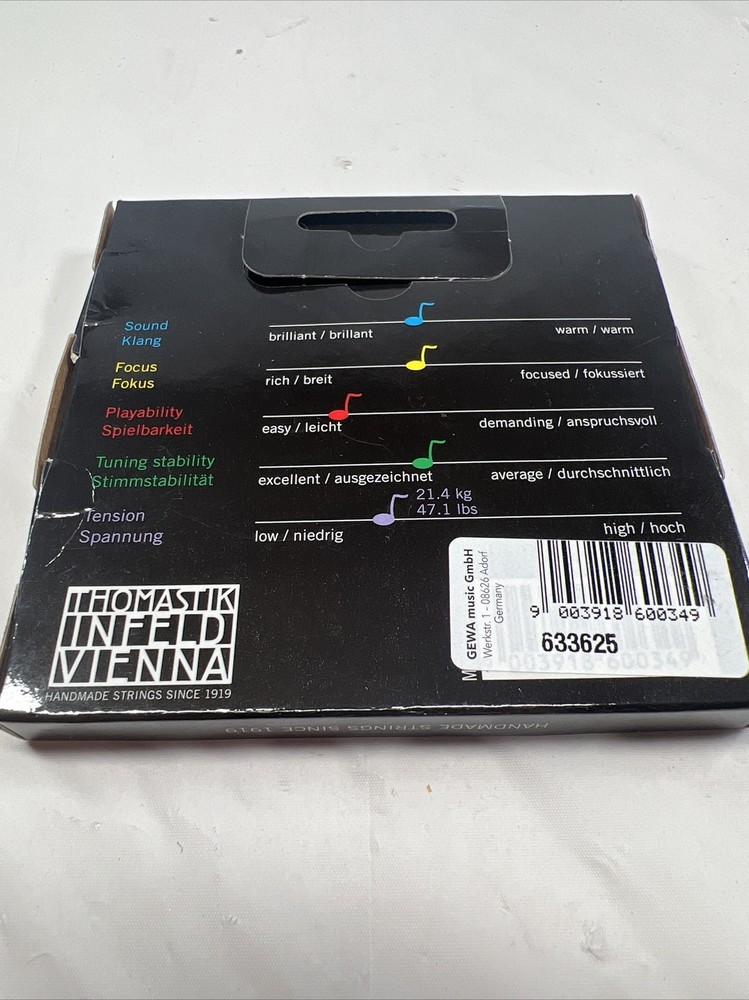 Sound
Klang
brilliant / brillant
warm / warm
Focus
Fokus
rich / breit
focused / fokussiert
Playability
Spielbarkeit
easy / leicht
demanding / anspruchsvoll
Tuning stability
Stimmstabilität
excellent / ausgezeichnet
average / durchschnittlich
Tension
Spannung
21.4 kg
47.1 lbs
low / niedrig
high / hoch
THOMASTIK
INFELD
VIENNA
HANDMADE STRINGS SINCE 1919
GEWA music GmbH
Werkstr. 1 - 08626 Adorf
Germany
9 003918 600349
633625
003918 600349
M
HANDMADE STRINGS SINCE 1919